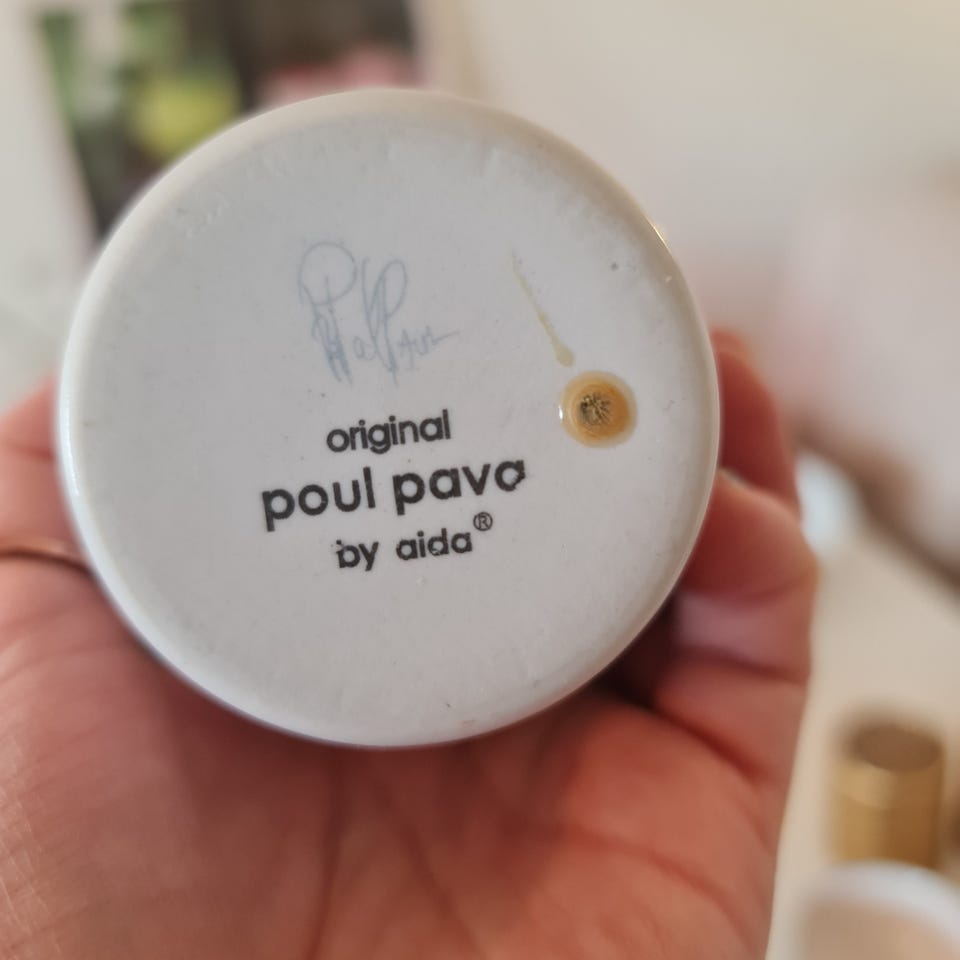 original
poul pava
by aida®